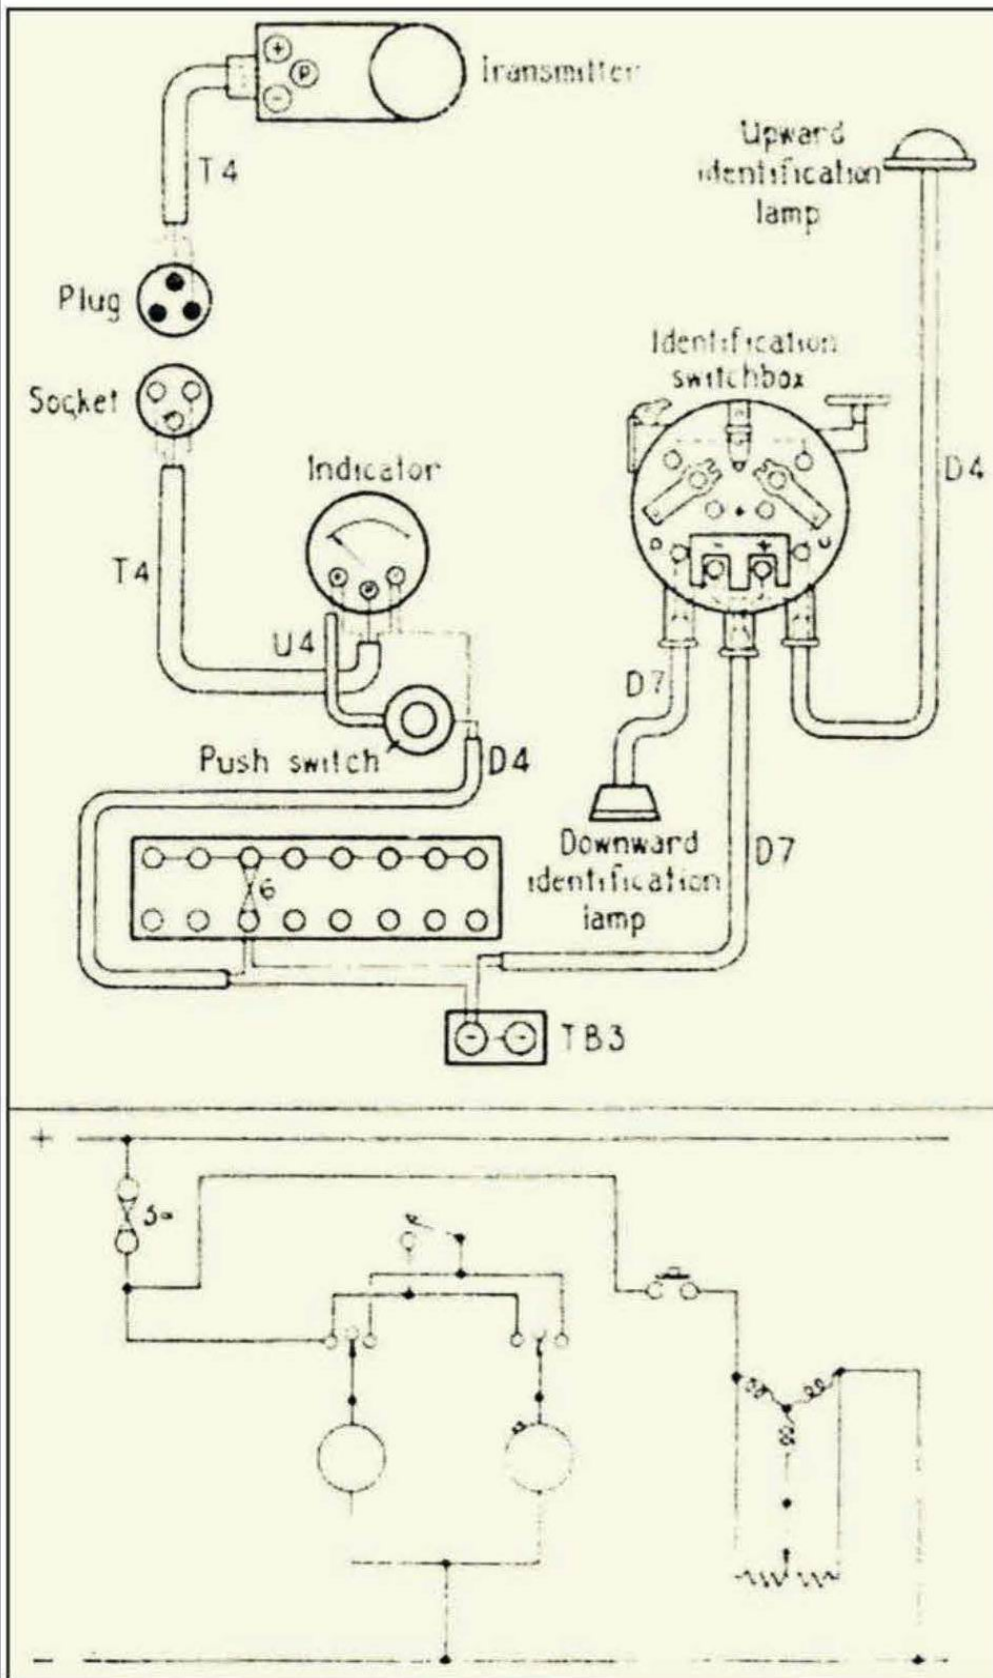 +
P
-
Transmitter
T4
Upward
identification
lamp
Plug
Identification
switchbox
Socket
D4
Indicator
T4
- +
U4
D7
Push switch
D4
Downward
identification
lamp
D7
6
- -
TB3
+
-